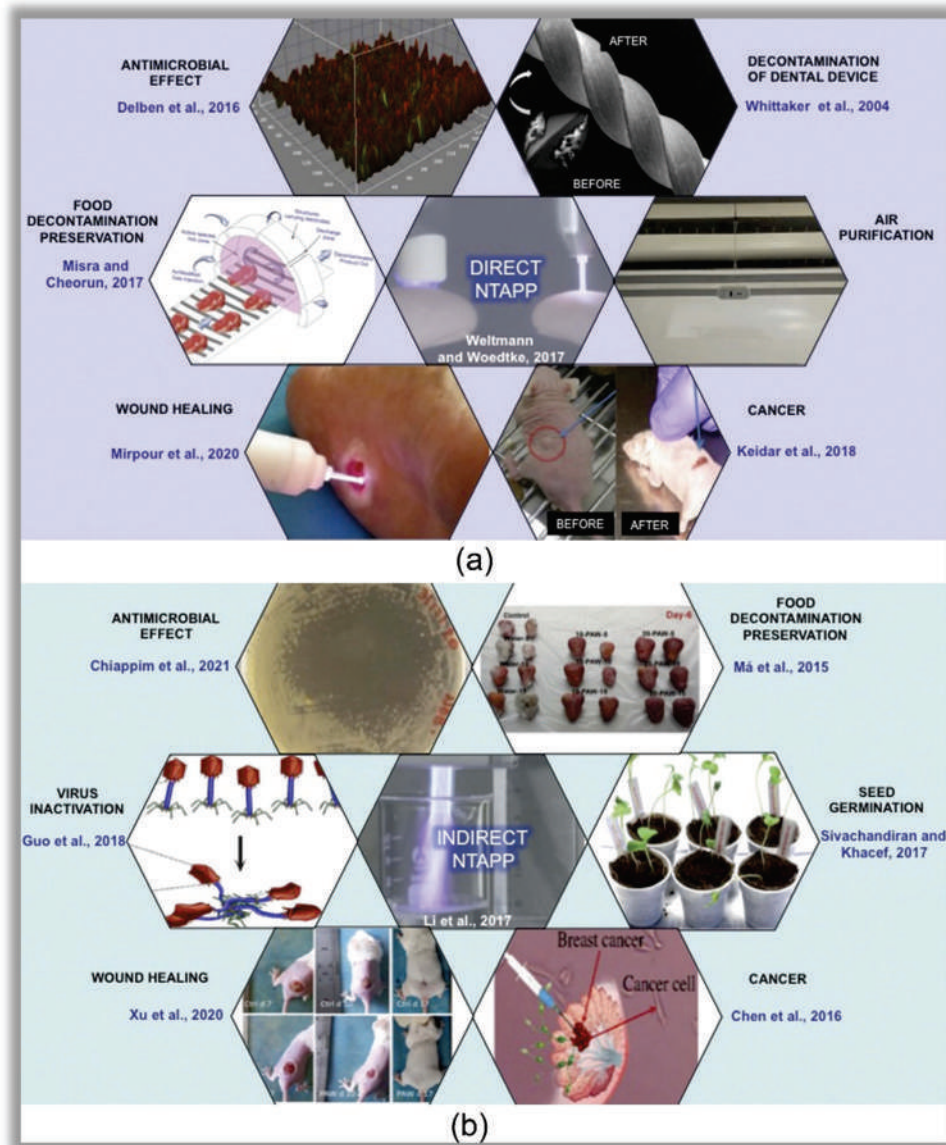 ANTIMICROBIAL
EFFECT
Delben et al., 2016
AFTER
BEFORE
DECONTAMINATION
OF DENTAL DEVICE
Whittaker et al., 2004
FOOD
DECONTAMINATION
PRESERVATION
Misra and
Cheorun, 2017
DIRECT
NTAPP
Weltmann
and Woedtke, 2017
AIR
PURIFICATION
WOUND HEALING
Mirpour et al., 2020
BEFORE
AFTER
CANCER
Keidar et al., 2018
(a)
ANTIMICROBIAL
EFFECT
Chiappim et al., 2021
Control
Day-6
FOOD
DECONTAMINATION
PRESERVATION
Má et al., 2015
VIRUS
INACTIVATION
Guo et al., 2018
INDIRECT
NTAPP
Li et al., 2017
SEED
GERMINATION
Sivachandiran and
Khacef, 2017
WOUND HEALING
Xu et al., 2020
Ctrl d 7
Breast cancer
Cancer cell
CANCER
Chen et al., 2016
(b)